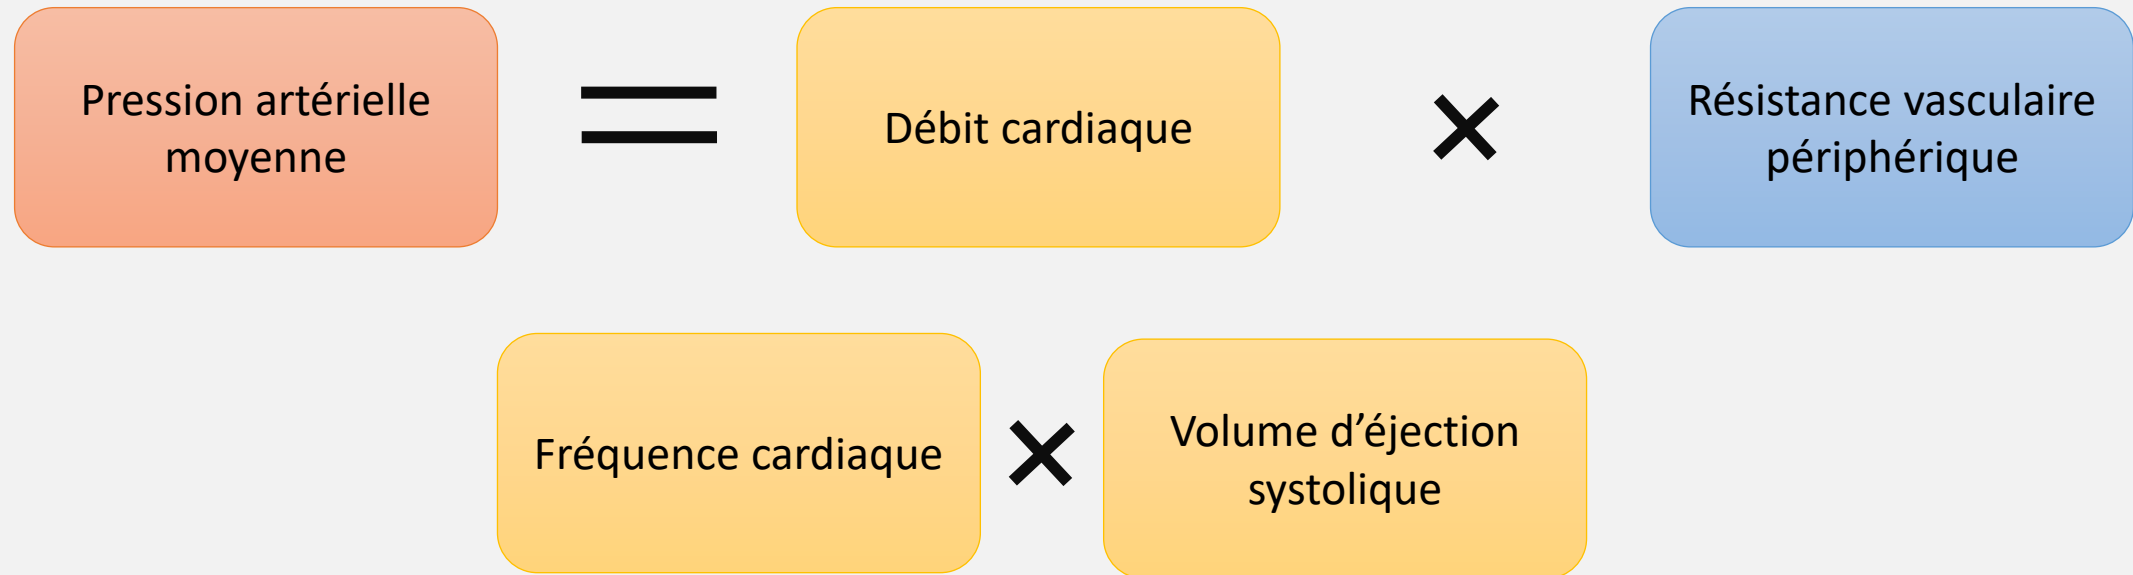 Pression artérielle
moyenne
Débit cardiaque
Résistance vasculaire
périphérique
Fréquence cardiaque
Volume d’éjection
systolique